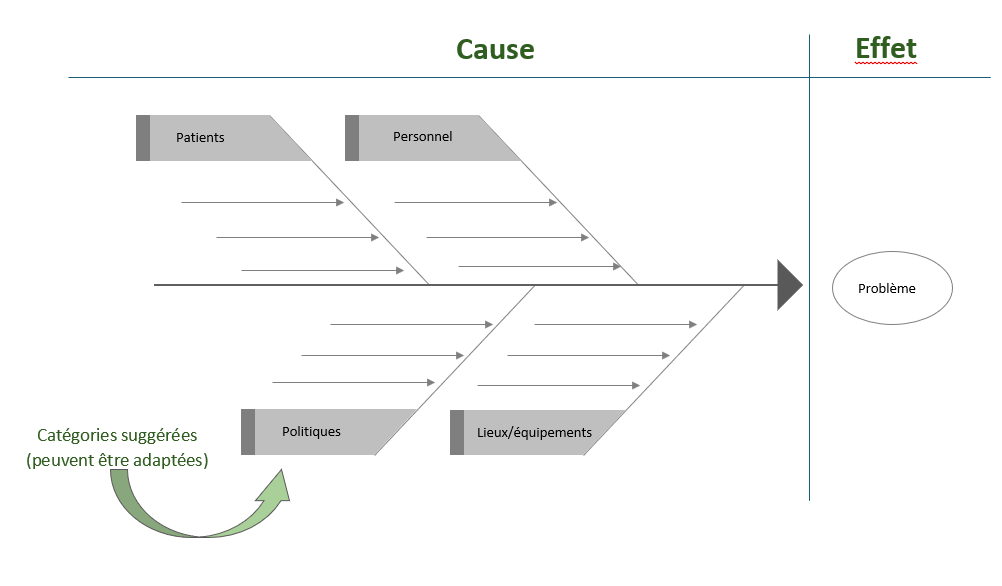 Cause
Effet
Patients
Personnel
Problème
Politiques
Lieux/équipements
Catégories suggérées
(peuvent être adaptées)